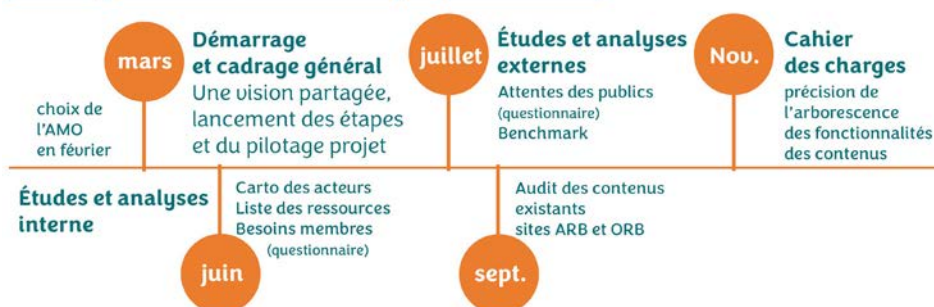 mars
Démarrage
et cadrage général
Une vision partagée,
lancement des étapes
et du pilotage projet
juillet
Études et analyses
externes
Attentes des publics
(questionnaire)
Benchmark
Nov.
Cahier
des charges
précision de
l'arborescence
des fonctionnalités
des contenus
choix de
l'AMO
en février
Études et analyses
interne
Carto des acteurs
Liste des ressources
Besoins membres
(questionnaire)
juin
Audit des contenus
existants
sites ARB et ORB
sept.